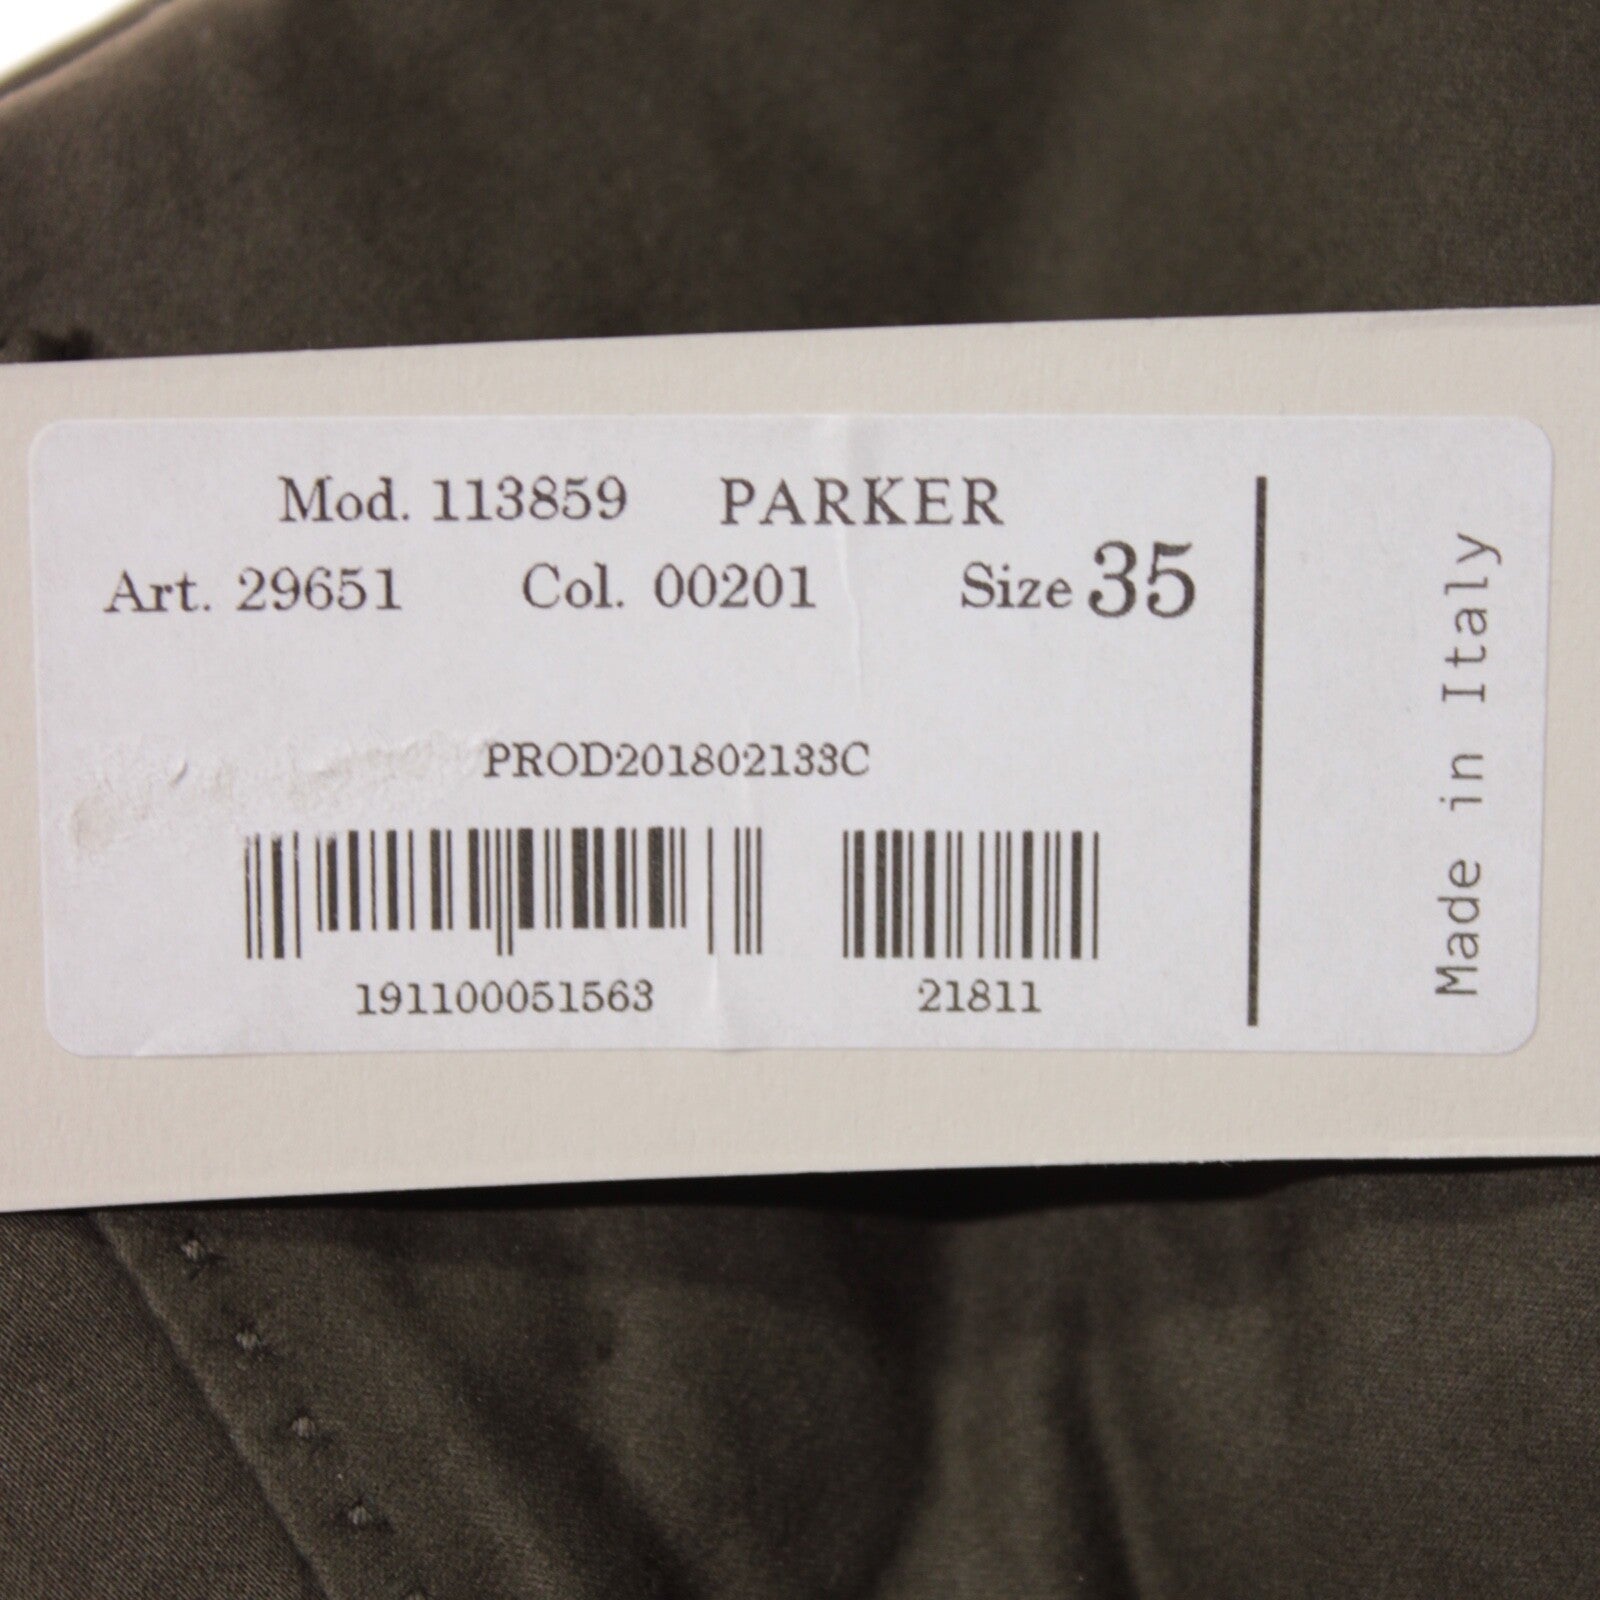 Mod. 113859 PARKER
Art. 29651 Col. 00201 Size 35
PROD201802133C
191100051563 21811
Made in Italy